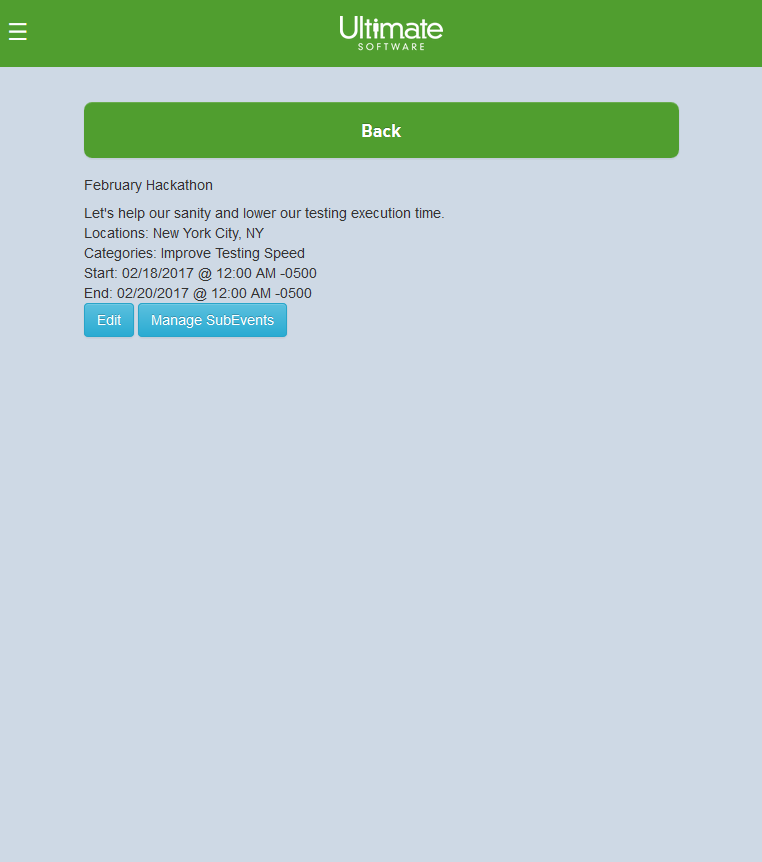 Ultimate
SOFTWARE
Back
February Hackathon
Let's help our sanity and lower our testing execution time.
Locations: New York City, NY
Categories: Improve Testing Speed
Start: 02/18/2017 @ 12:00 AM -0500
End: 02/20/2017 @ 12:00 AM -0500
Edit Manage SubEvents